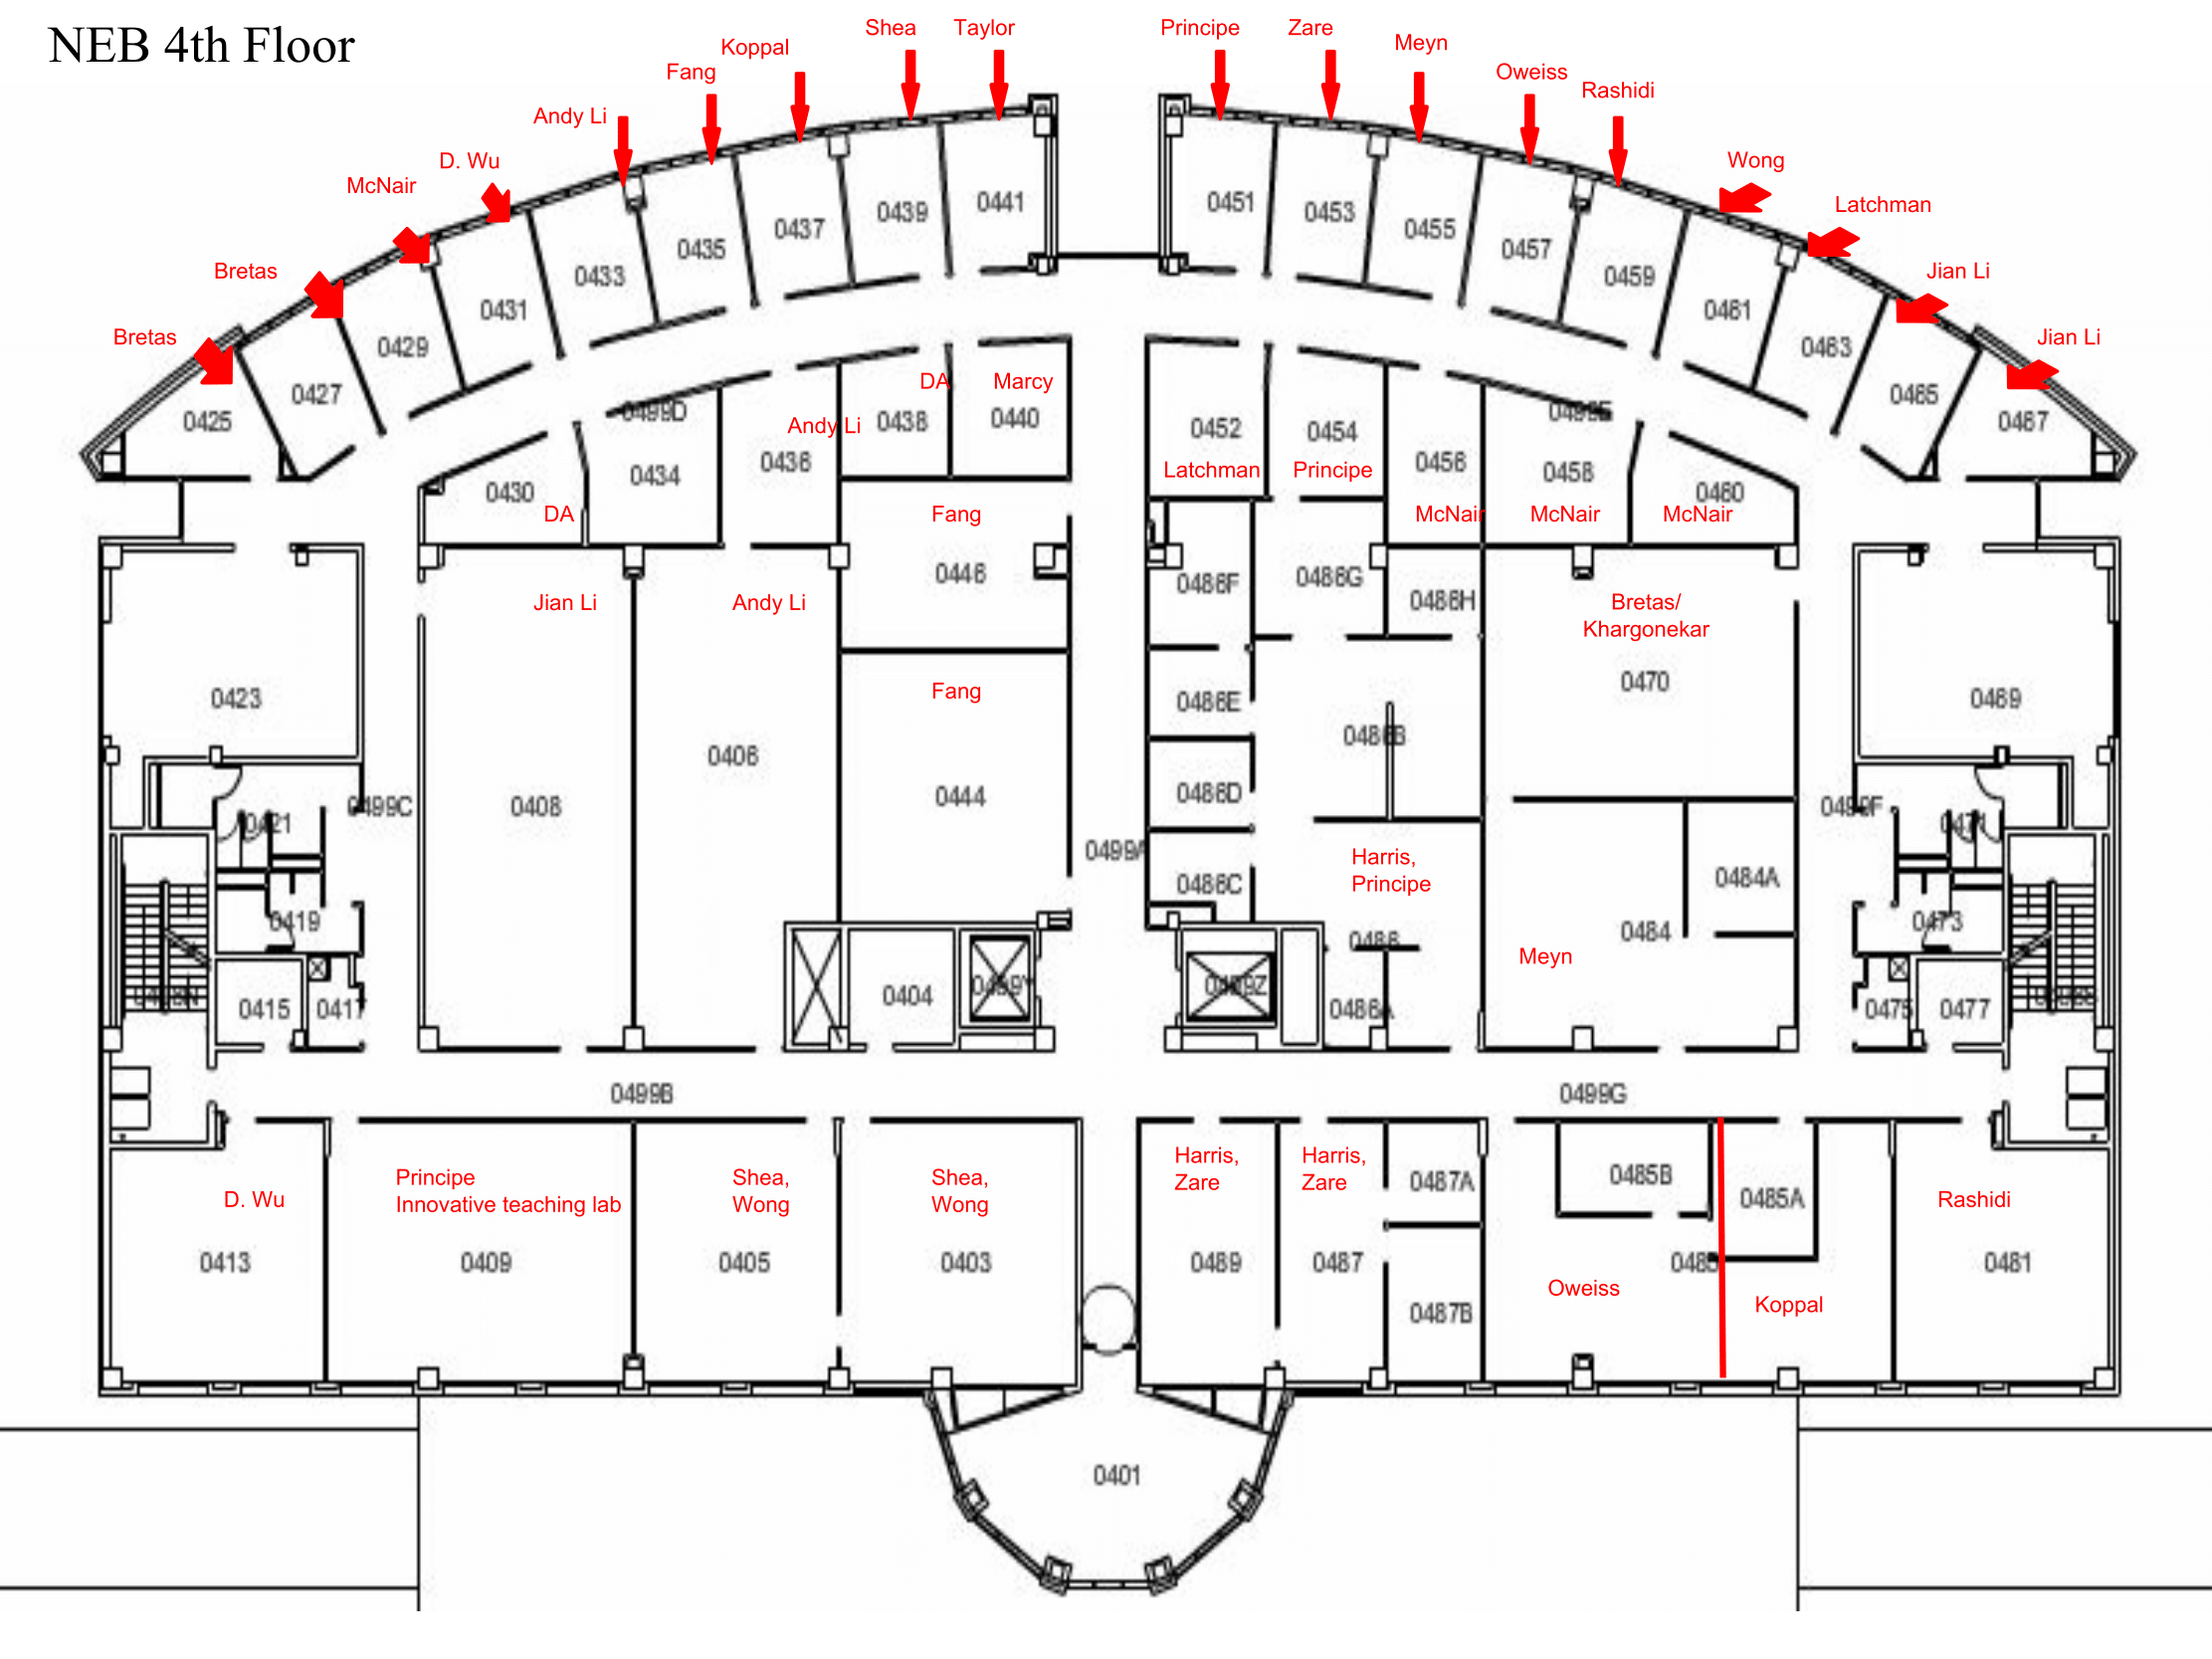 NEB 4th Floor
Shea
Taylor
Principe
Zare
Koppal
Meyn
Fang
Oweiss
Rashidi
Andy Li
D. Wu
Wong
McNair
Latchman
Bretas
Jian Li
Bretas
Jian Li
0441
0451
0439
0453
0437
0455
0435
0457
0433
0459
0431
0461
0429
0463
0427
0465
0425
0467
DA
Marcy
0499D
0499E
0438
0440
Andy Li
0452
0454
0436
0434
0430
DA
Latchman
Principe
0456
0458
0460
McNair
McNair
McNair
Fang
0446
0486F
0486G
0486H
Jian Li
Andy Li
Bretas/
Khargonekar
0470
0423
0469
Fang
0486E
0486B
0406
0444
0486D
0408
0499C
0499F
0421
0471
0499A
Harris,
Principe
0486C
0484A
0419
0473
0486
0484
Meyn
0404
0499Y
0499Z
0486A
0415
0417
0475
0477
0499B
0499G
D. Wu
0413
Principe
Innovative teaching lab
0409
Shea,
Wong
0405
Shea,
Wong
0403
Harris,
Zare
0489
Harris,
Zare
0487
0487A
0487B
0485B
0485A
0485
Oweiss
Koppal
Rashidi
0481
0401